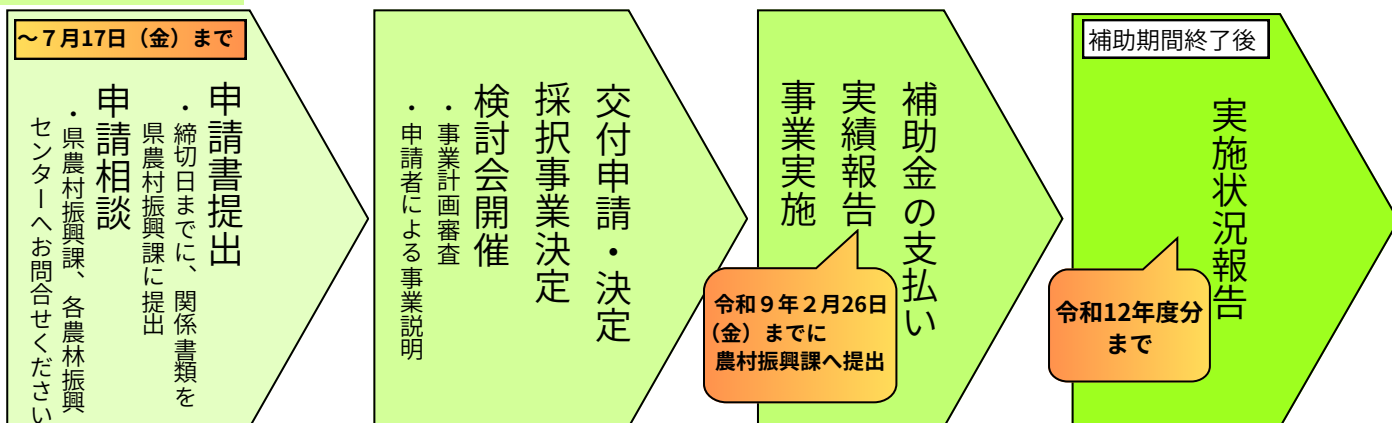 ～７月17日（金）まで
申請書提出
・締切日までに、関係書類を
県農村振興課に提出
申請相談
・県農村振興課、各農林振興
センターへお問合せください
交付申請・決定
採択事業決定
検討会開催
・事業計画審査
・申請者による事業説明
補助金の支払い
実績報告
事業実施
令和９年２月26日
（金）までに
農村振興課へ提出
補助期間終了後
実施状況報告
令和12年度分
まで